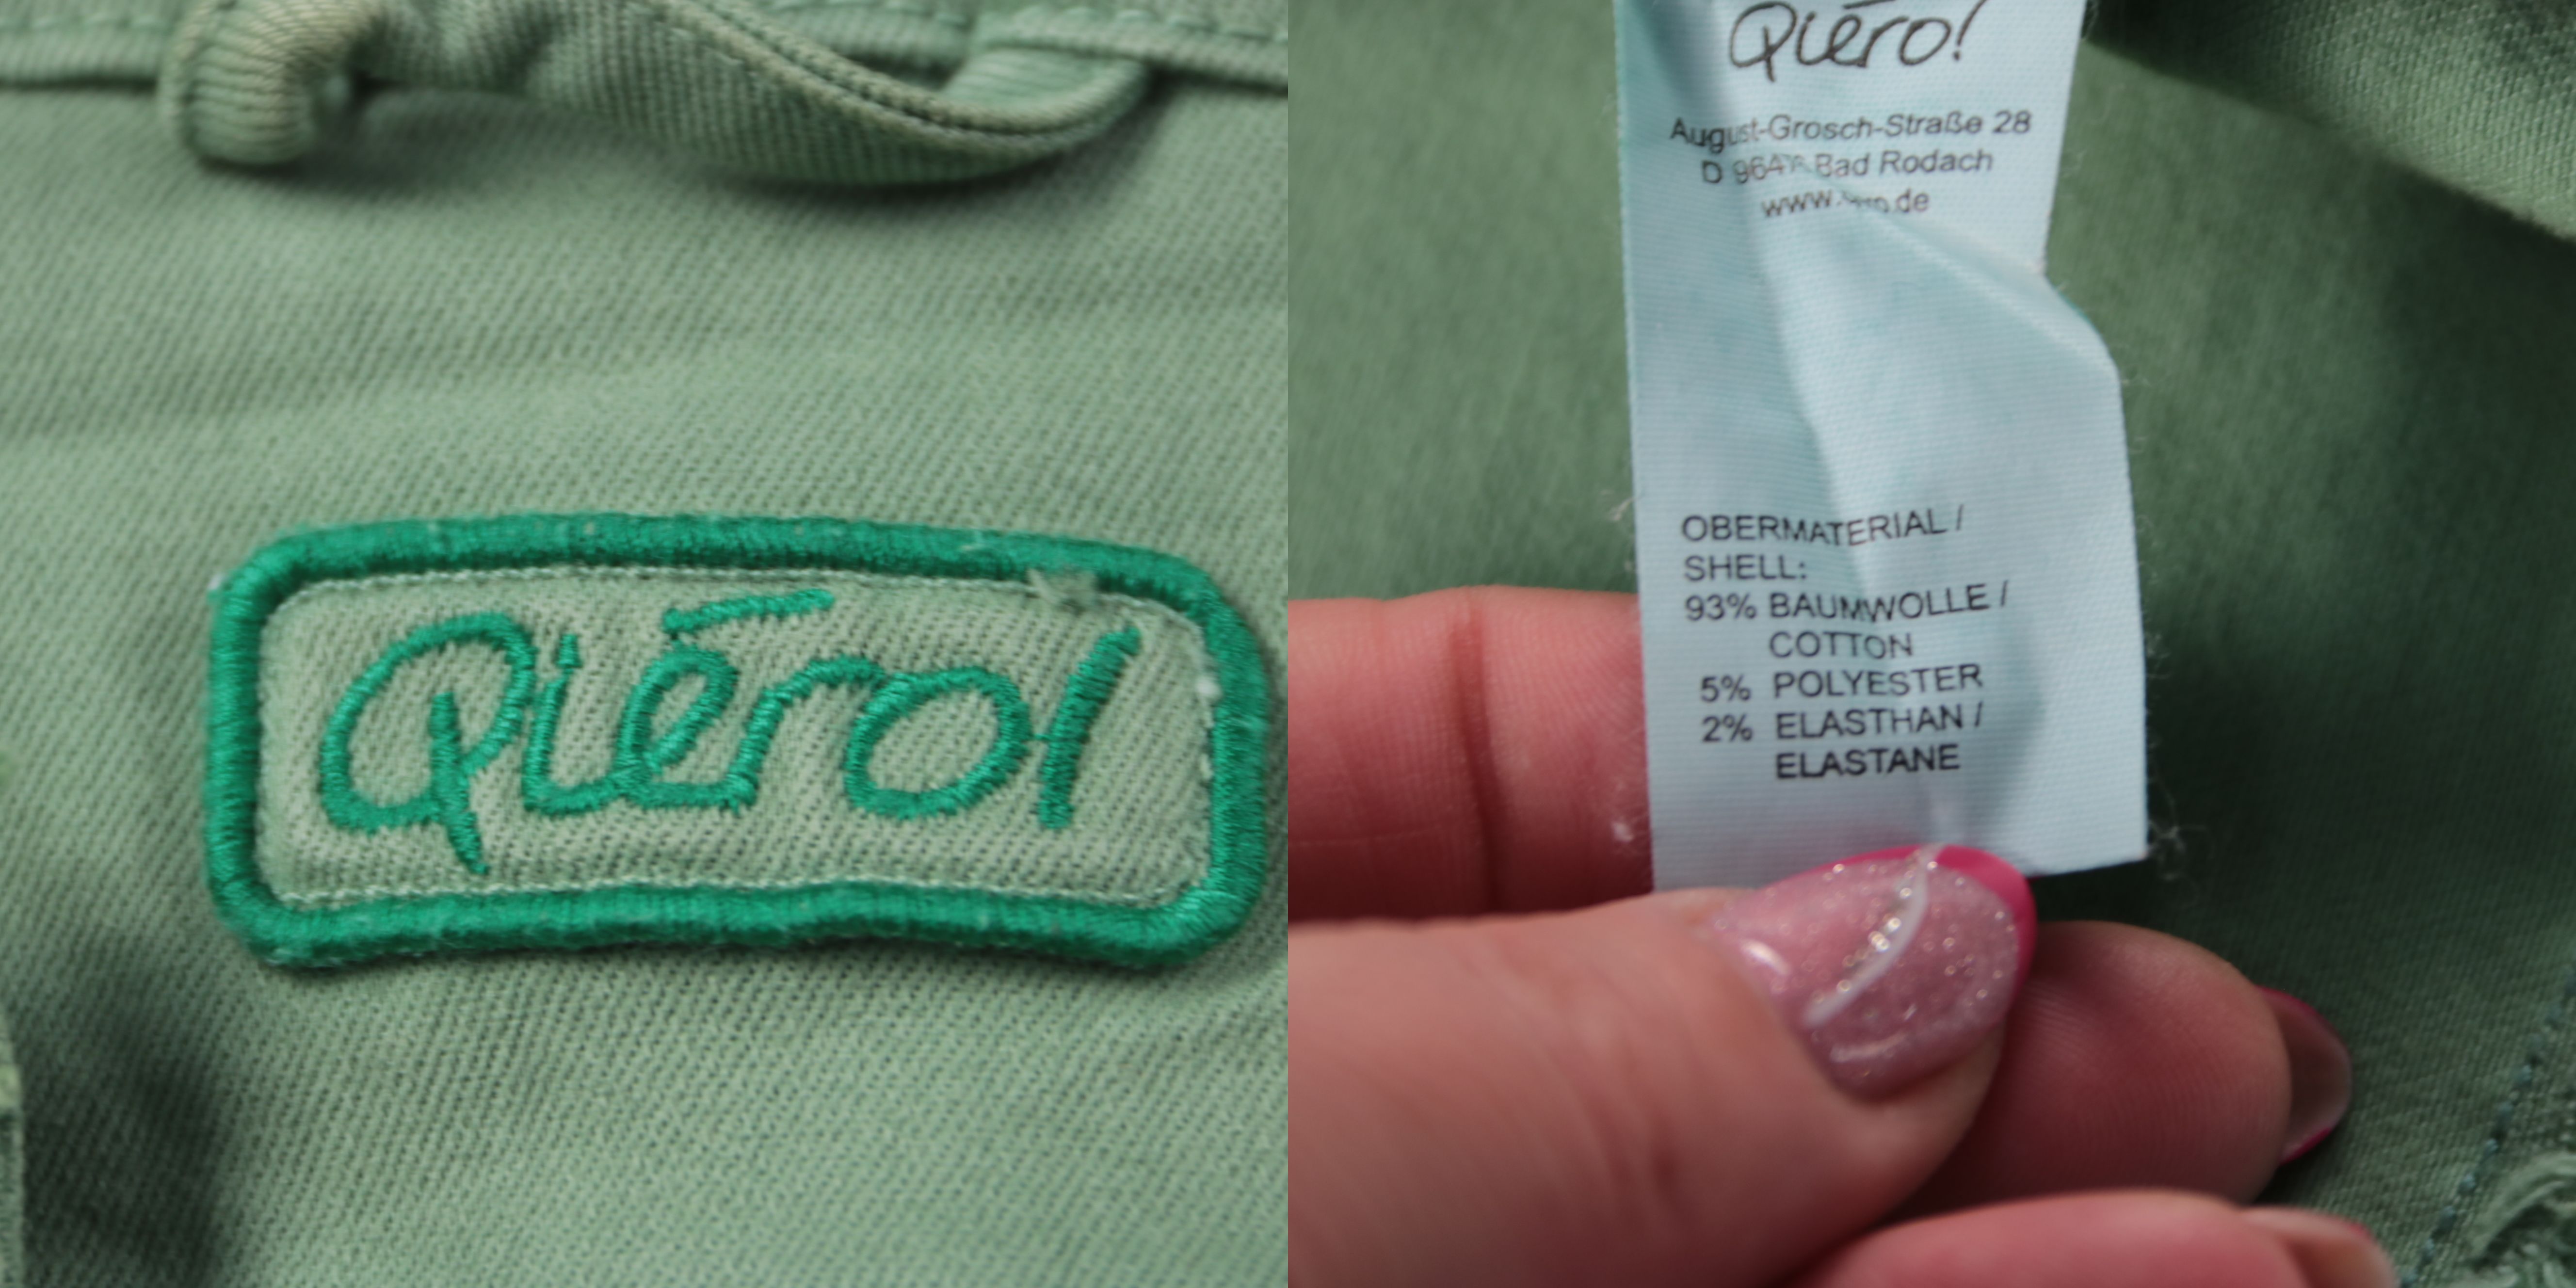 Qiéro!
Qiéro!
August-Grosch-Straße 28
D Bad Rodach
OBERMATERIAL /
SHELL:
93% BAUMWOLLE /
COTTON
5% POLYESTER
2% ELASTHAN /
ELASTANE